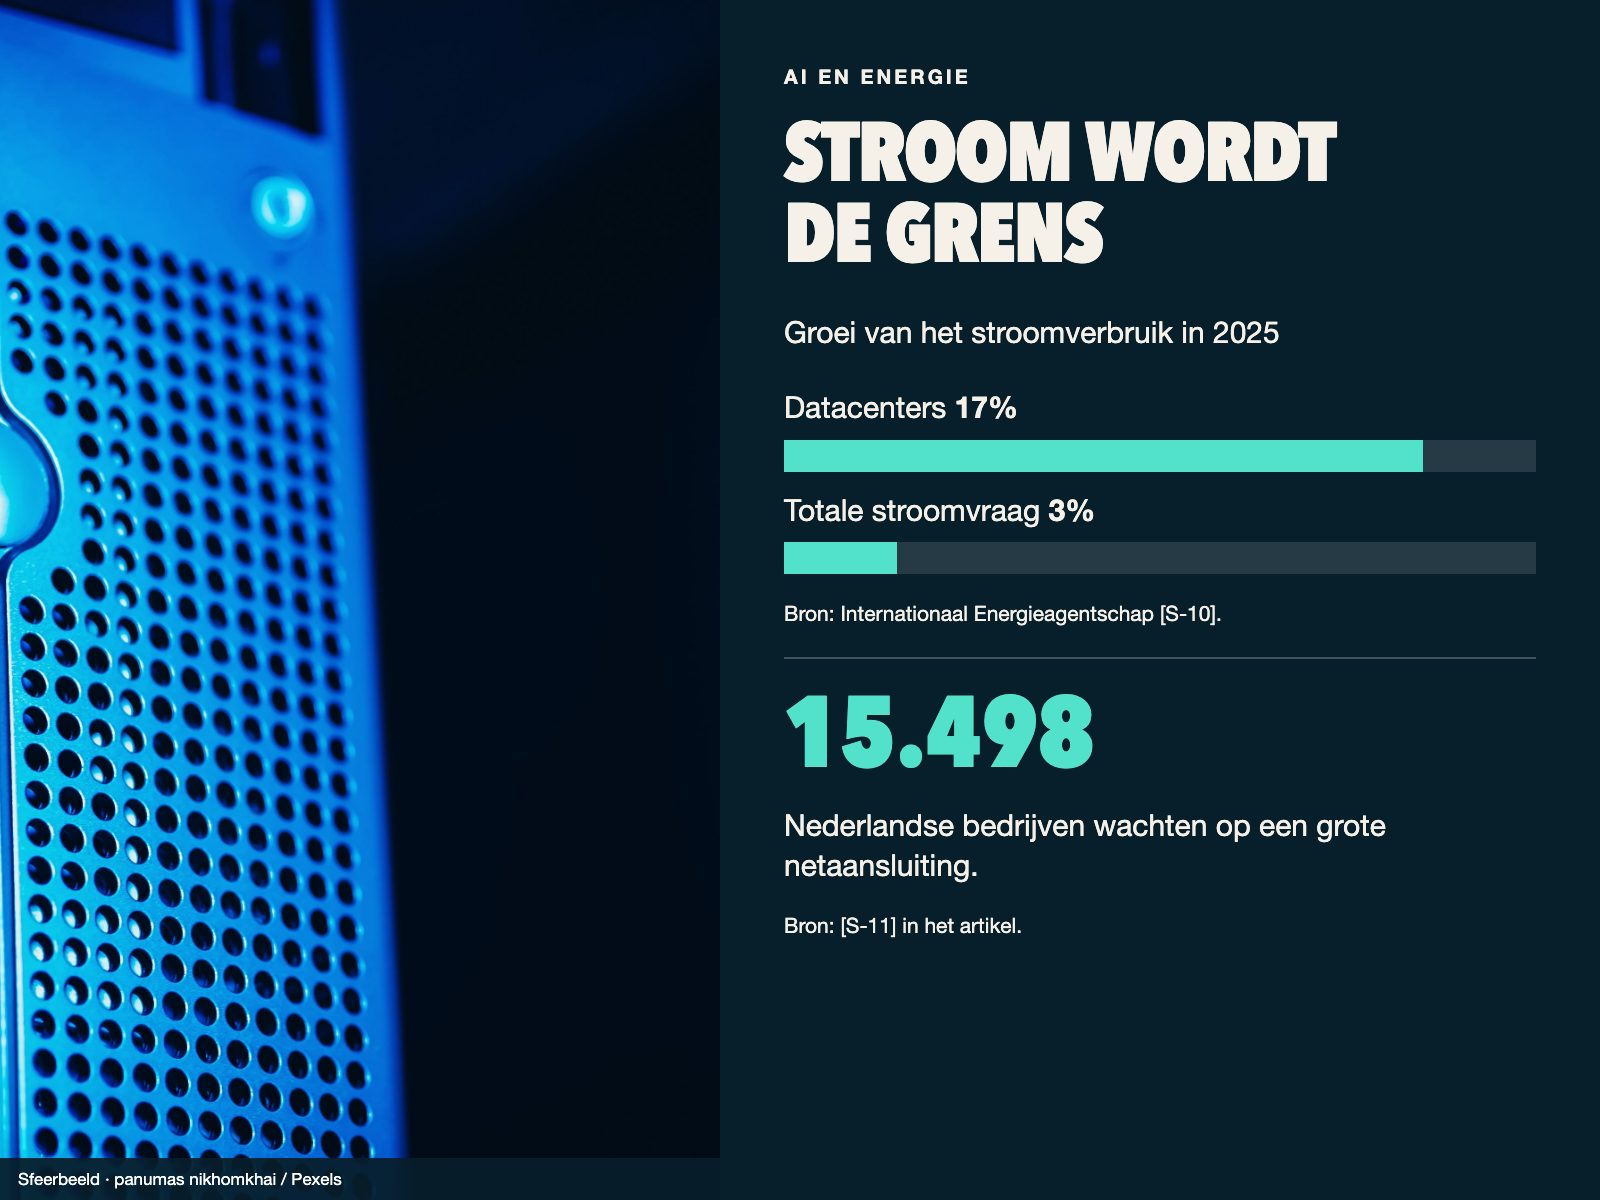 AI EN ENERGIE
STROOM WORDT
DE GRENS
Groei van het stroomverbruik in 2025
Datacenters 17%
Totale stroomvraag 3%
Bron: Internationaal Energieagentschap [S-10].
15.498
Nederlandse bedrijven wachten op een grote
netaansluiting.
Bron: [S-11] in het artikel.
Sfeerbeeld · panumas nikhomkhai / Pexels